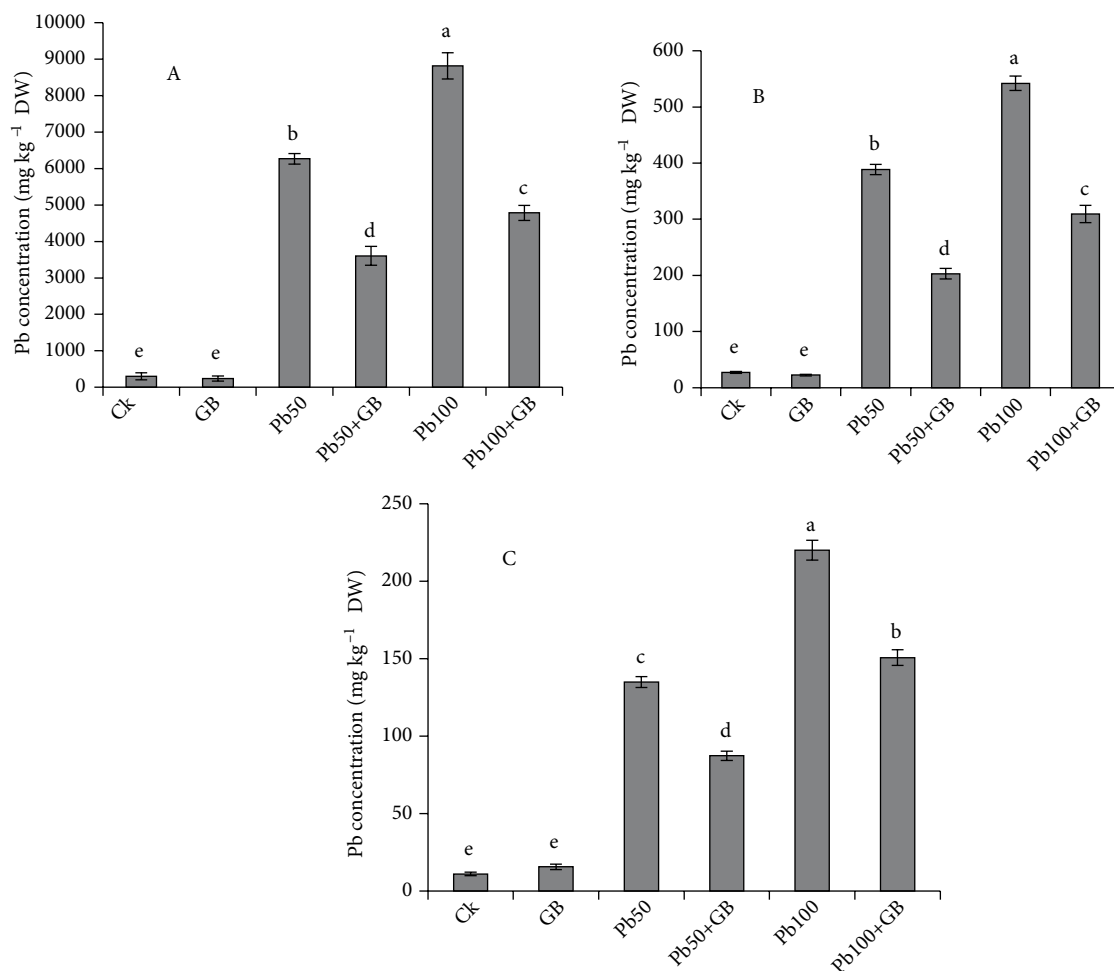 A
Pb concentration (mg kg⁻¹ DW)
10000
9000
8000
7000
6000
5000
4000
3000
2000
1000
0
e
e
b
d
a
c
Ck
GB
Pb50
Pb50+GB
Pb100
Pb100+GB
B
Pb concentration (mg kg⁻¹ DW)
600
500
400
300
200
100
0
e
e
b
d
a
c
Ck
GB
Pb50
Pb50+GB
Pb100
Pb100+GB
C
Pb concentration (mg kg⁻¹ DW)
250
200
150
100
50
0
e
e
c
d
a
b
Ck
GB
Pb50
Pb50+GB
Pb100
Pb100+GB